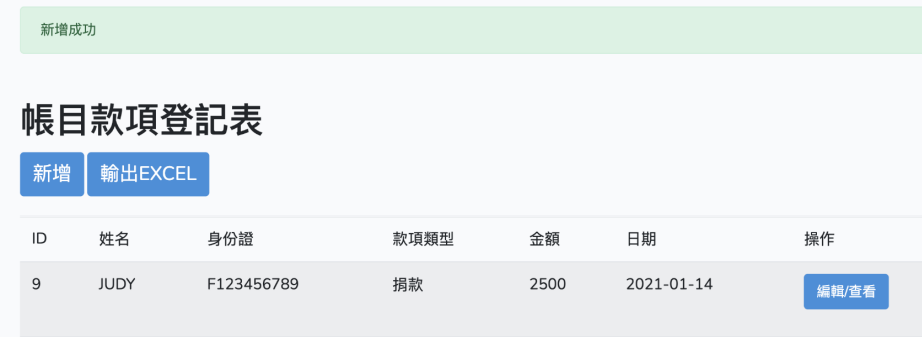 新增成功
帳目款項登記表
新增 輸出EXCEL
ID 姓名 身份證 款項類型 金額 日期 操作
9 JUDY F123456789 捐款 2500 2021-01-14 編輯/查看